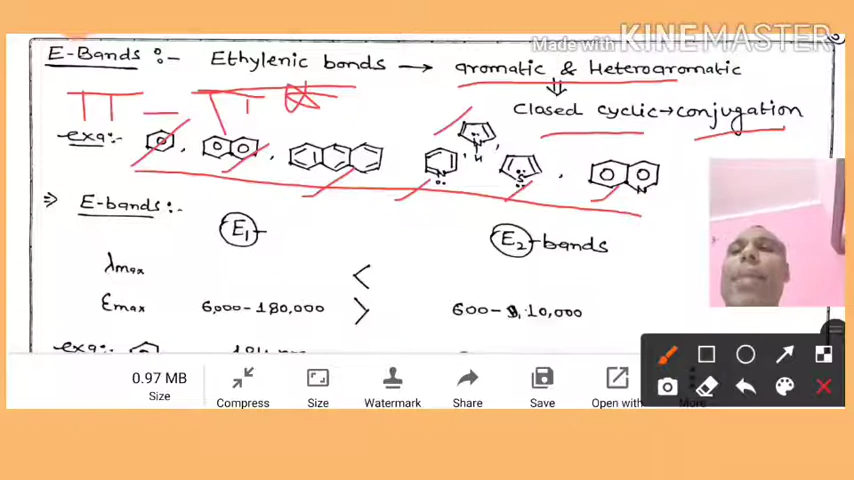 Made with KINEMASTER
E-Bands :- Ethylenic bonds → aromatic & Heteroaromatic
⇓
Closed cyclic→conjugation
exa:- , , , N , N H , S , N
⇒ E-bands:-
E1- E2-bands
λmax <
εmax 6,000-180,000 > 600- 10,000
exa:-
0.97 MB
Size Compress Size Watermark Share Save Open with More